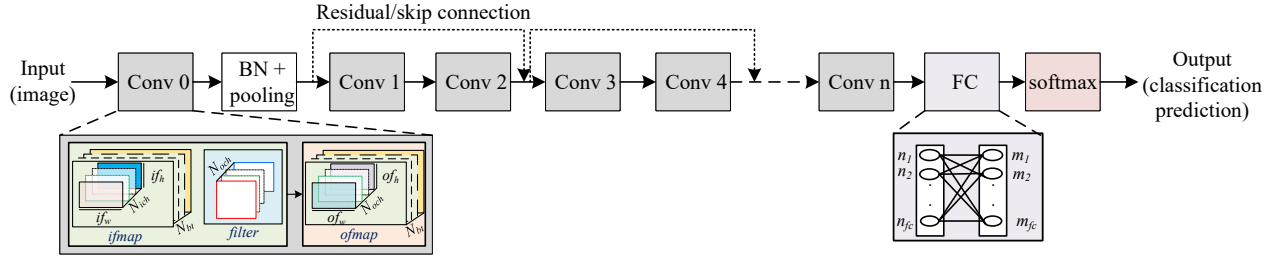 Residual/skip connection
Input
(image)
Conv 0
BN +
pooling
Conv 1
Conv 2
Conv 3
Conv 4
Conv n
FC
softmax
Output
(classification
prediction)
if_h
N_ich
if_w
N_bt
ifmap
N_och
filter
of_h
N_och
of_w
N_bt
ofmap
n_1
m_1
n_2
m_2
n_fc
m_fc